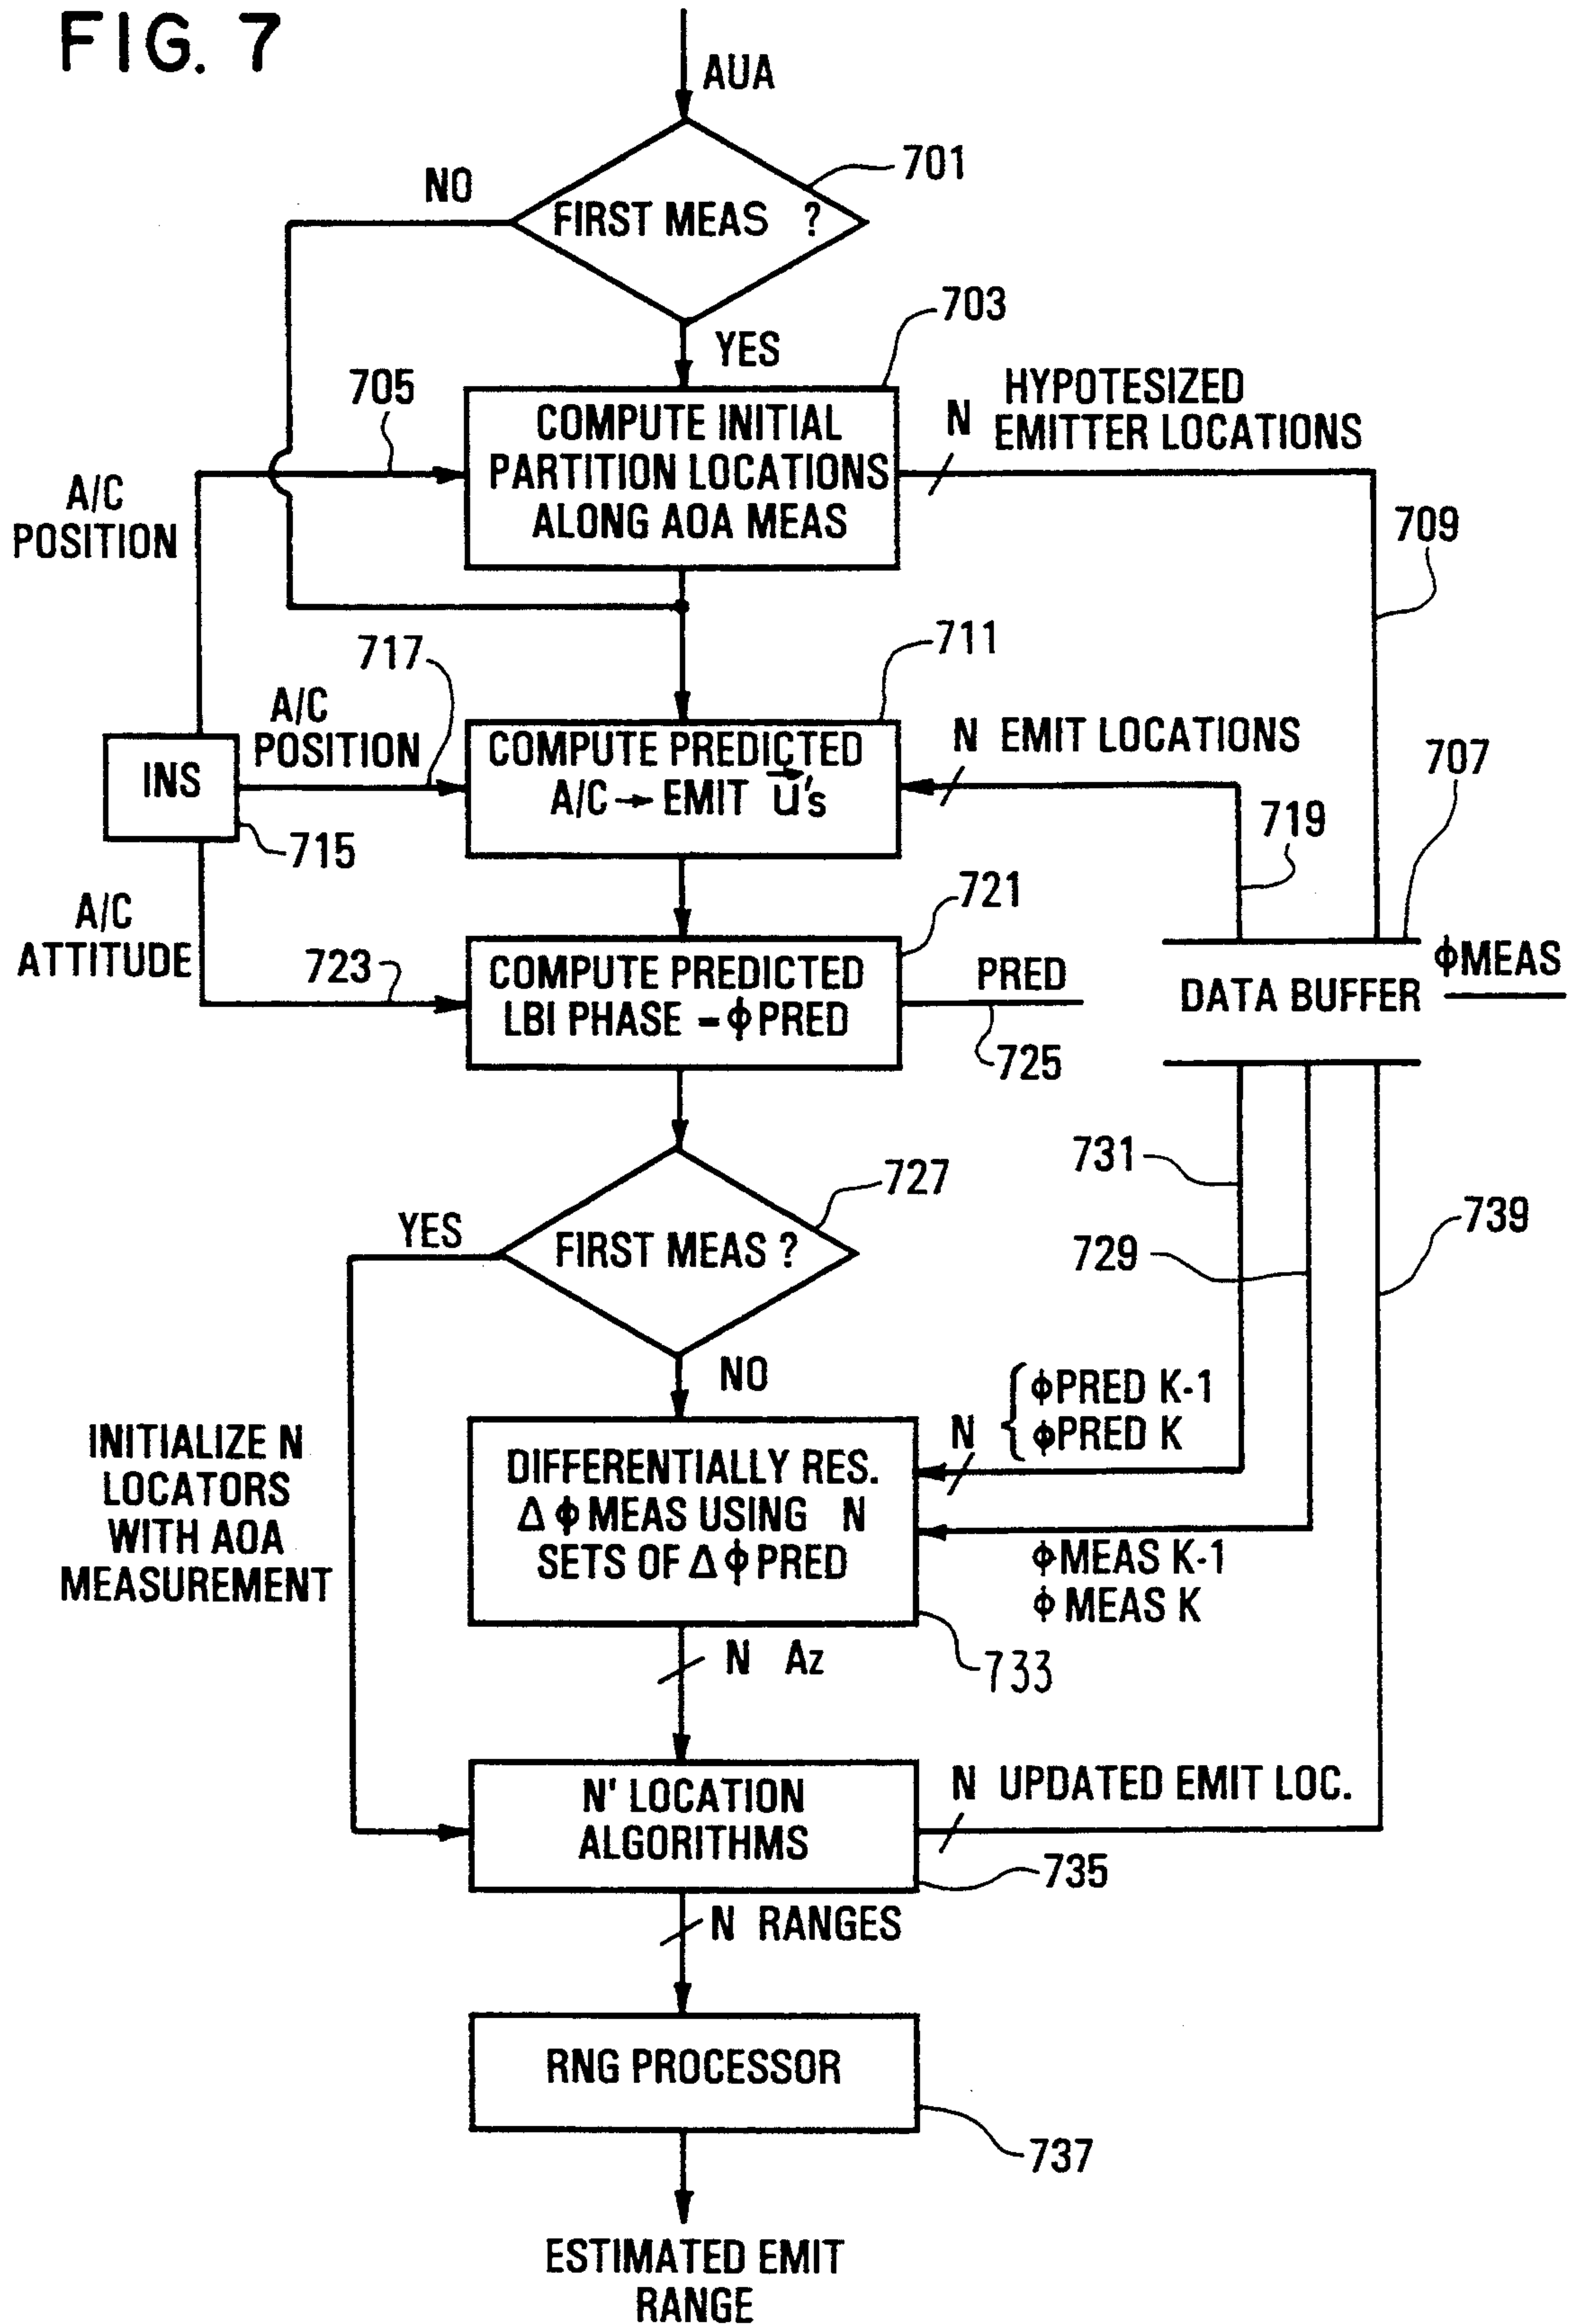 FIG. 7
AUA
701
NO
FIRST MEAS ?
703
YES
705
COMPUTE INITIAL
PARTITION LOCATIONS
ALONG AOA MEAS
N
HYPOTESIZED
EMITTER LOCATIONS
A/C
POSITION
709
711
717
A/C
POSITION
INS
715
COMPUTE PREDICTED
A/C → EMIT u⃗'s
N EMIT LOCATIONS
707
719
A/C
ATTITUDE
721
723
COMPUTE PREDICTED
LBI PHASE – ϕ PRED
PRED
725
DATA BUFFER
ϕMEAS
731
727
YES
FIRST MEAS ?
729
739
NO
N { ϕPRED K-1
ϕPRED K
INITIALIZE N
LOCATORS
WITH AOA
MEASUREMENT
DIFFERENTIALLY RES.
Δ ϕ MEAS USING N
SETS OF Δ ϕ PRED
ϕMEAS K-1
ϕ MEAS K
733
N Az
N' LOCATION
ALGORITHMS
N UPDATED EMIT LOC.
735
N RANGES
RNG PROCESSOR
737
ESTIMATED EMIT
RANGE